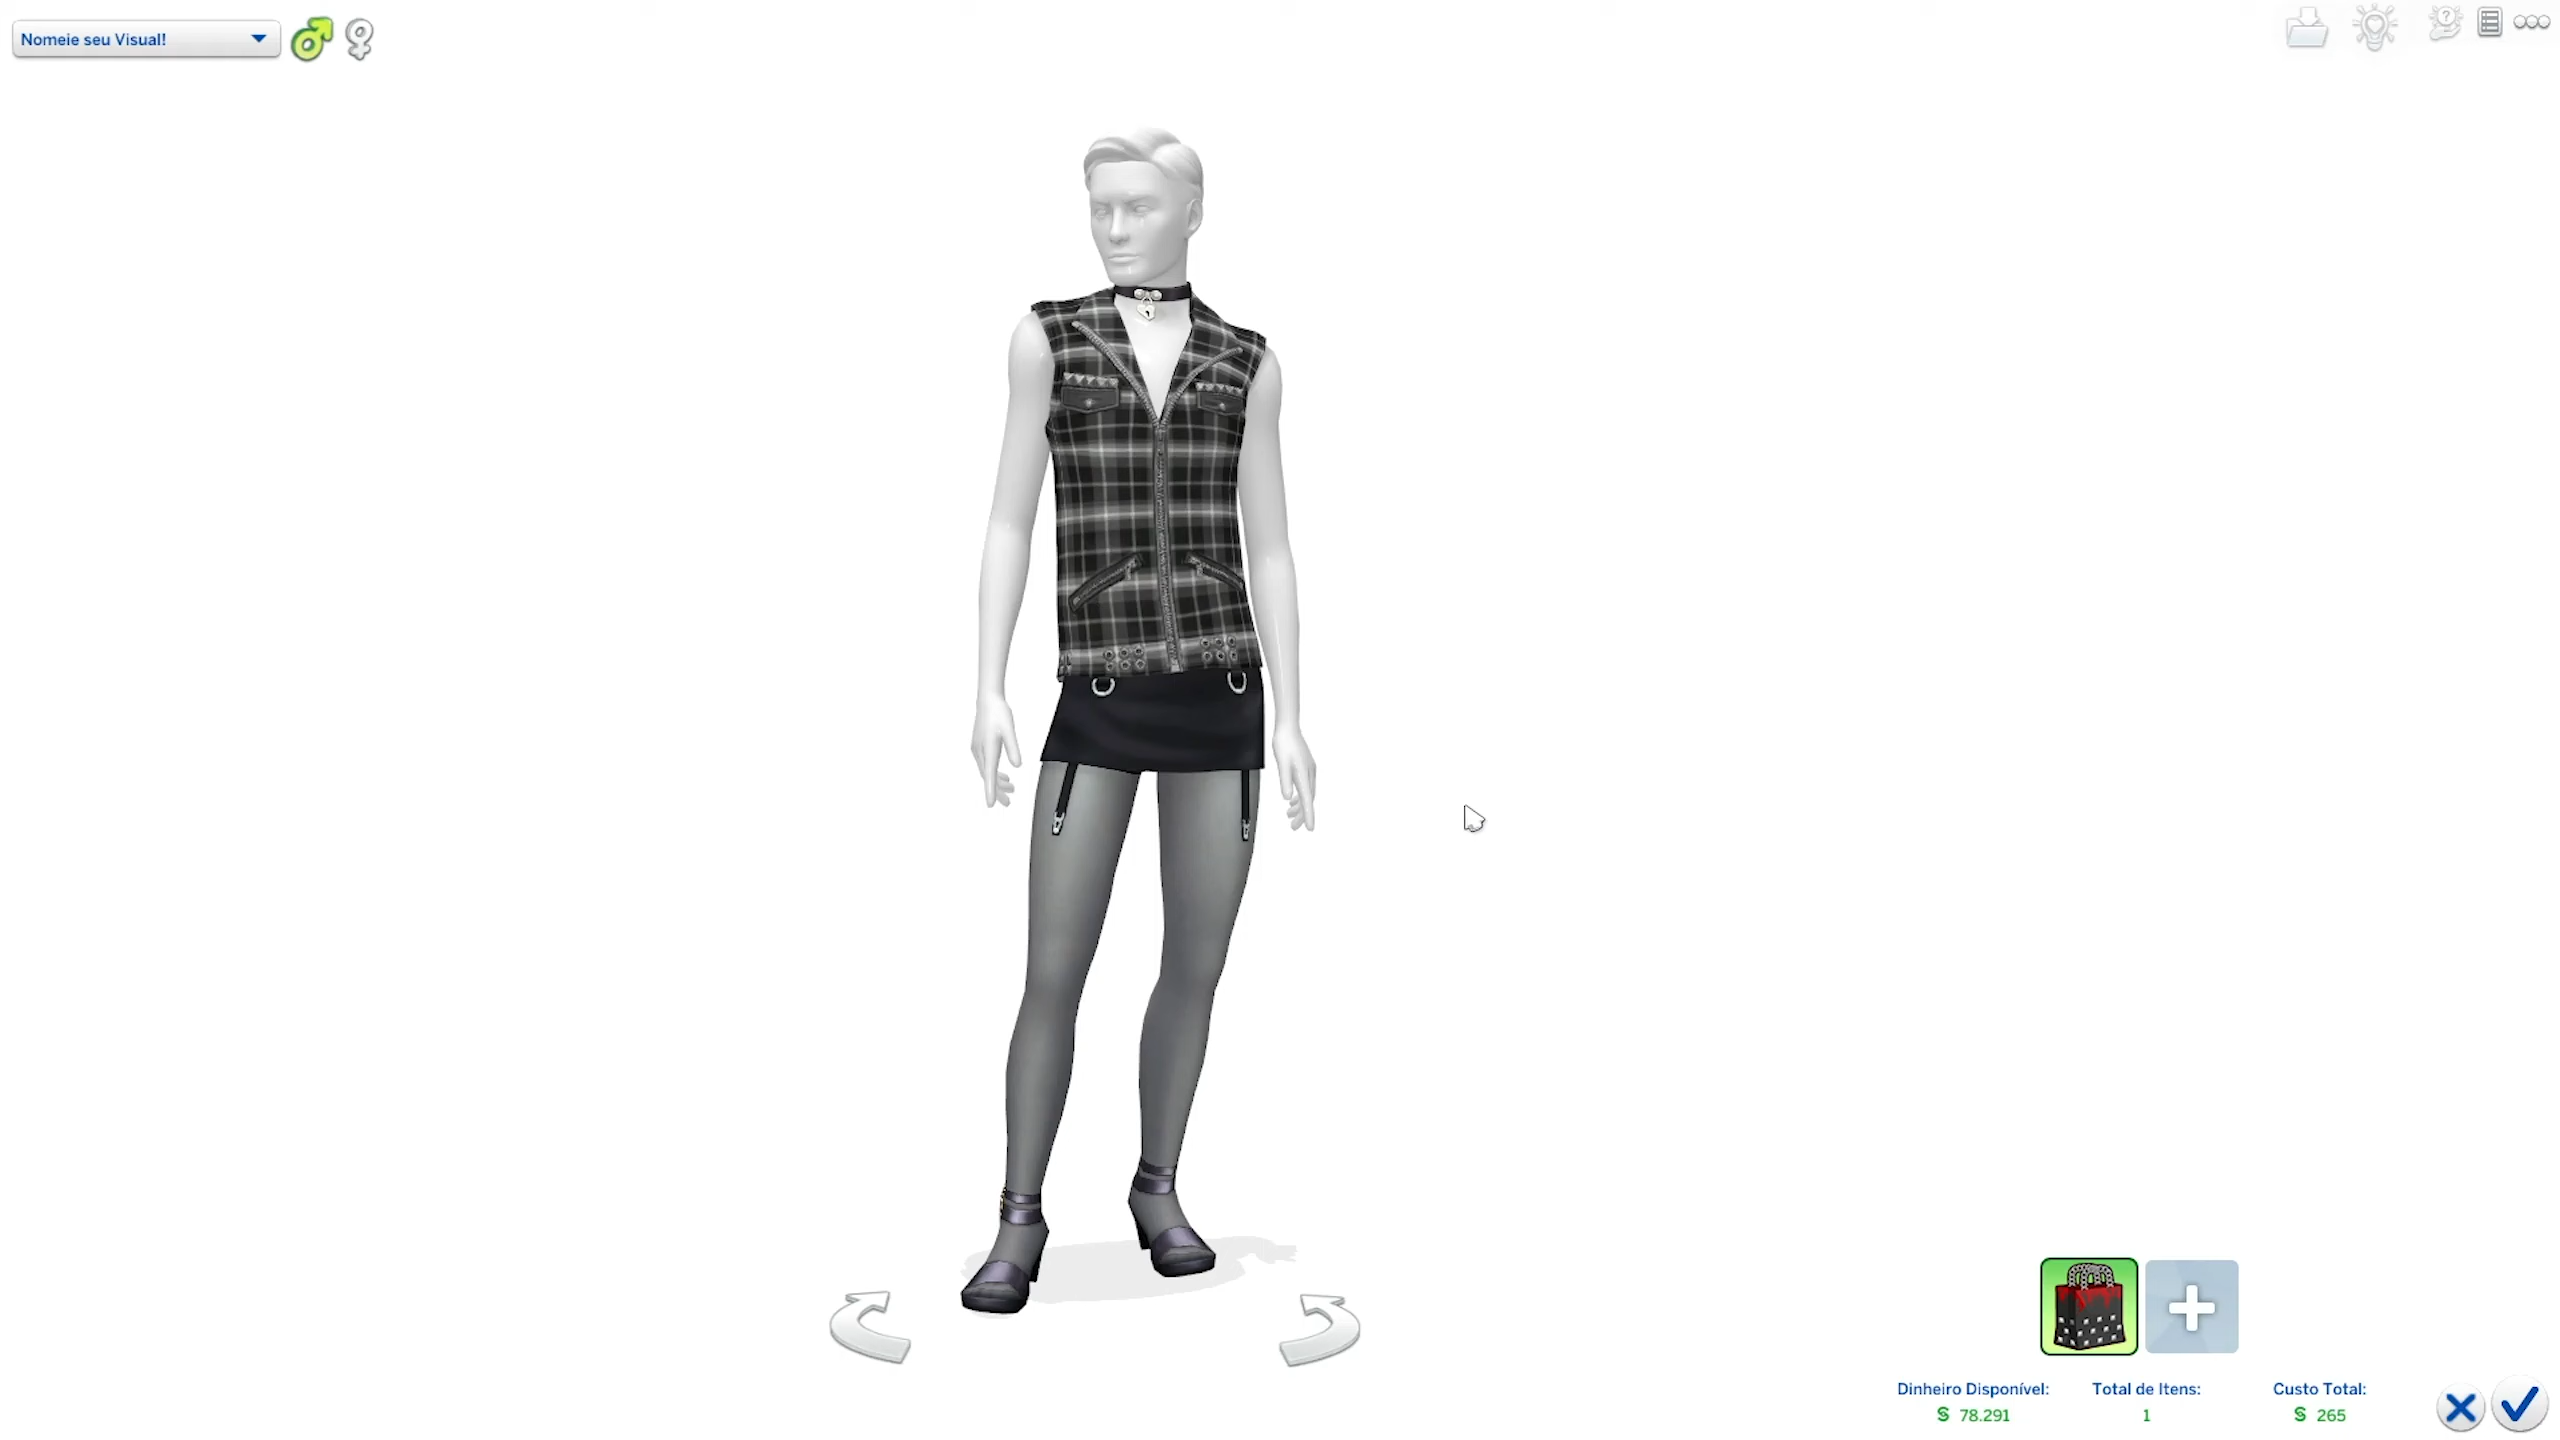 Nomeie seu Visual!
Dinheiro Disponível:
78.291
Total de Itens:
1
Custo Total:
265